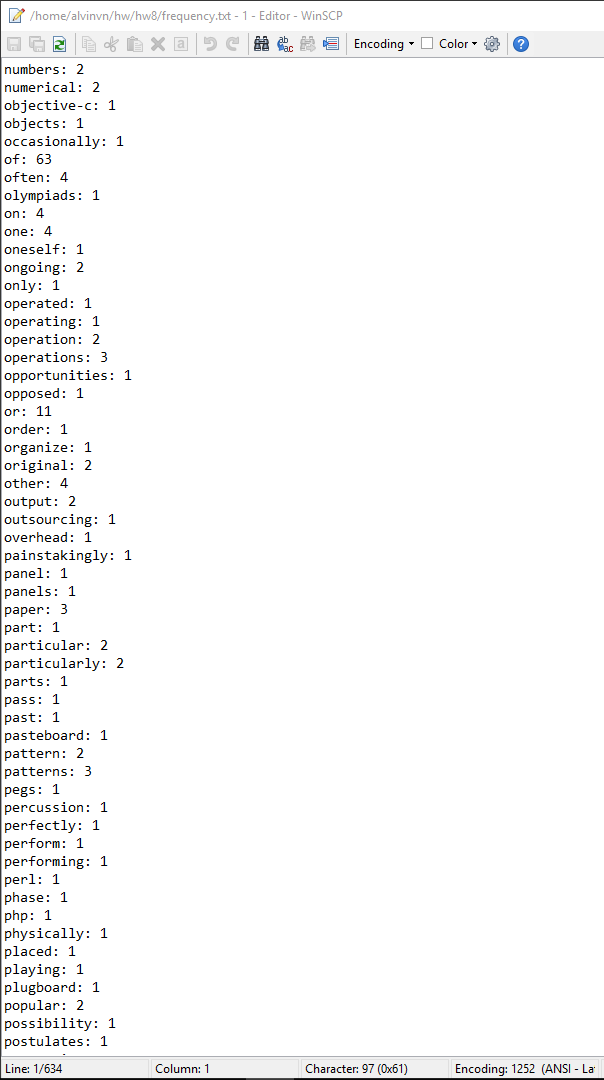 /home/alvinvn/hw/hw8/frequency.txt - 1 - Editor - WinSCP
Encoding Color
numbers: 2
numerical: 2
objective-c: 1
objects: 1
occasionally: 1
of: 63
often: 4
olympiads: 1
on: 4
one: 4
oneself: 1
ongoing: 2
only: 1
operated: 1
operating: 1
operation: 2
operations: 3
opportunities: 1
opposed: 1
or: 11
order: 1
organize: 1
original: 2
other: 4
output: 2
outsourcing: 1
overhead: 1
painstakingly: 1
panel: 1
panels: 1
paper: 3
part: 1
particular: 2
particularly: 2
parts: 1
pass: 1
past: 1
pasteboard: 1
pattern: 2
patterns: 3
pegs: 1
percussion: 1
perfectly: 1
perform: 1
performing: 1
perl: 1
phase: 1
php: 1
physically: 1
placed: 1
playing: 1
plugboard: 1
popular: 2
possibility: 1
postulates: 1
Line: 1/634 Column: 1 Character: 97 (0x61) Encoding: 1252 (ANSI - La